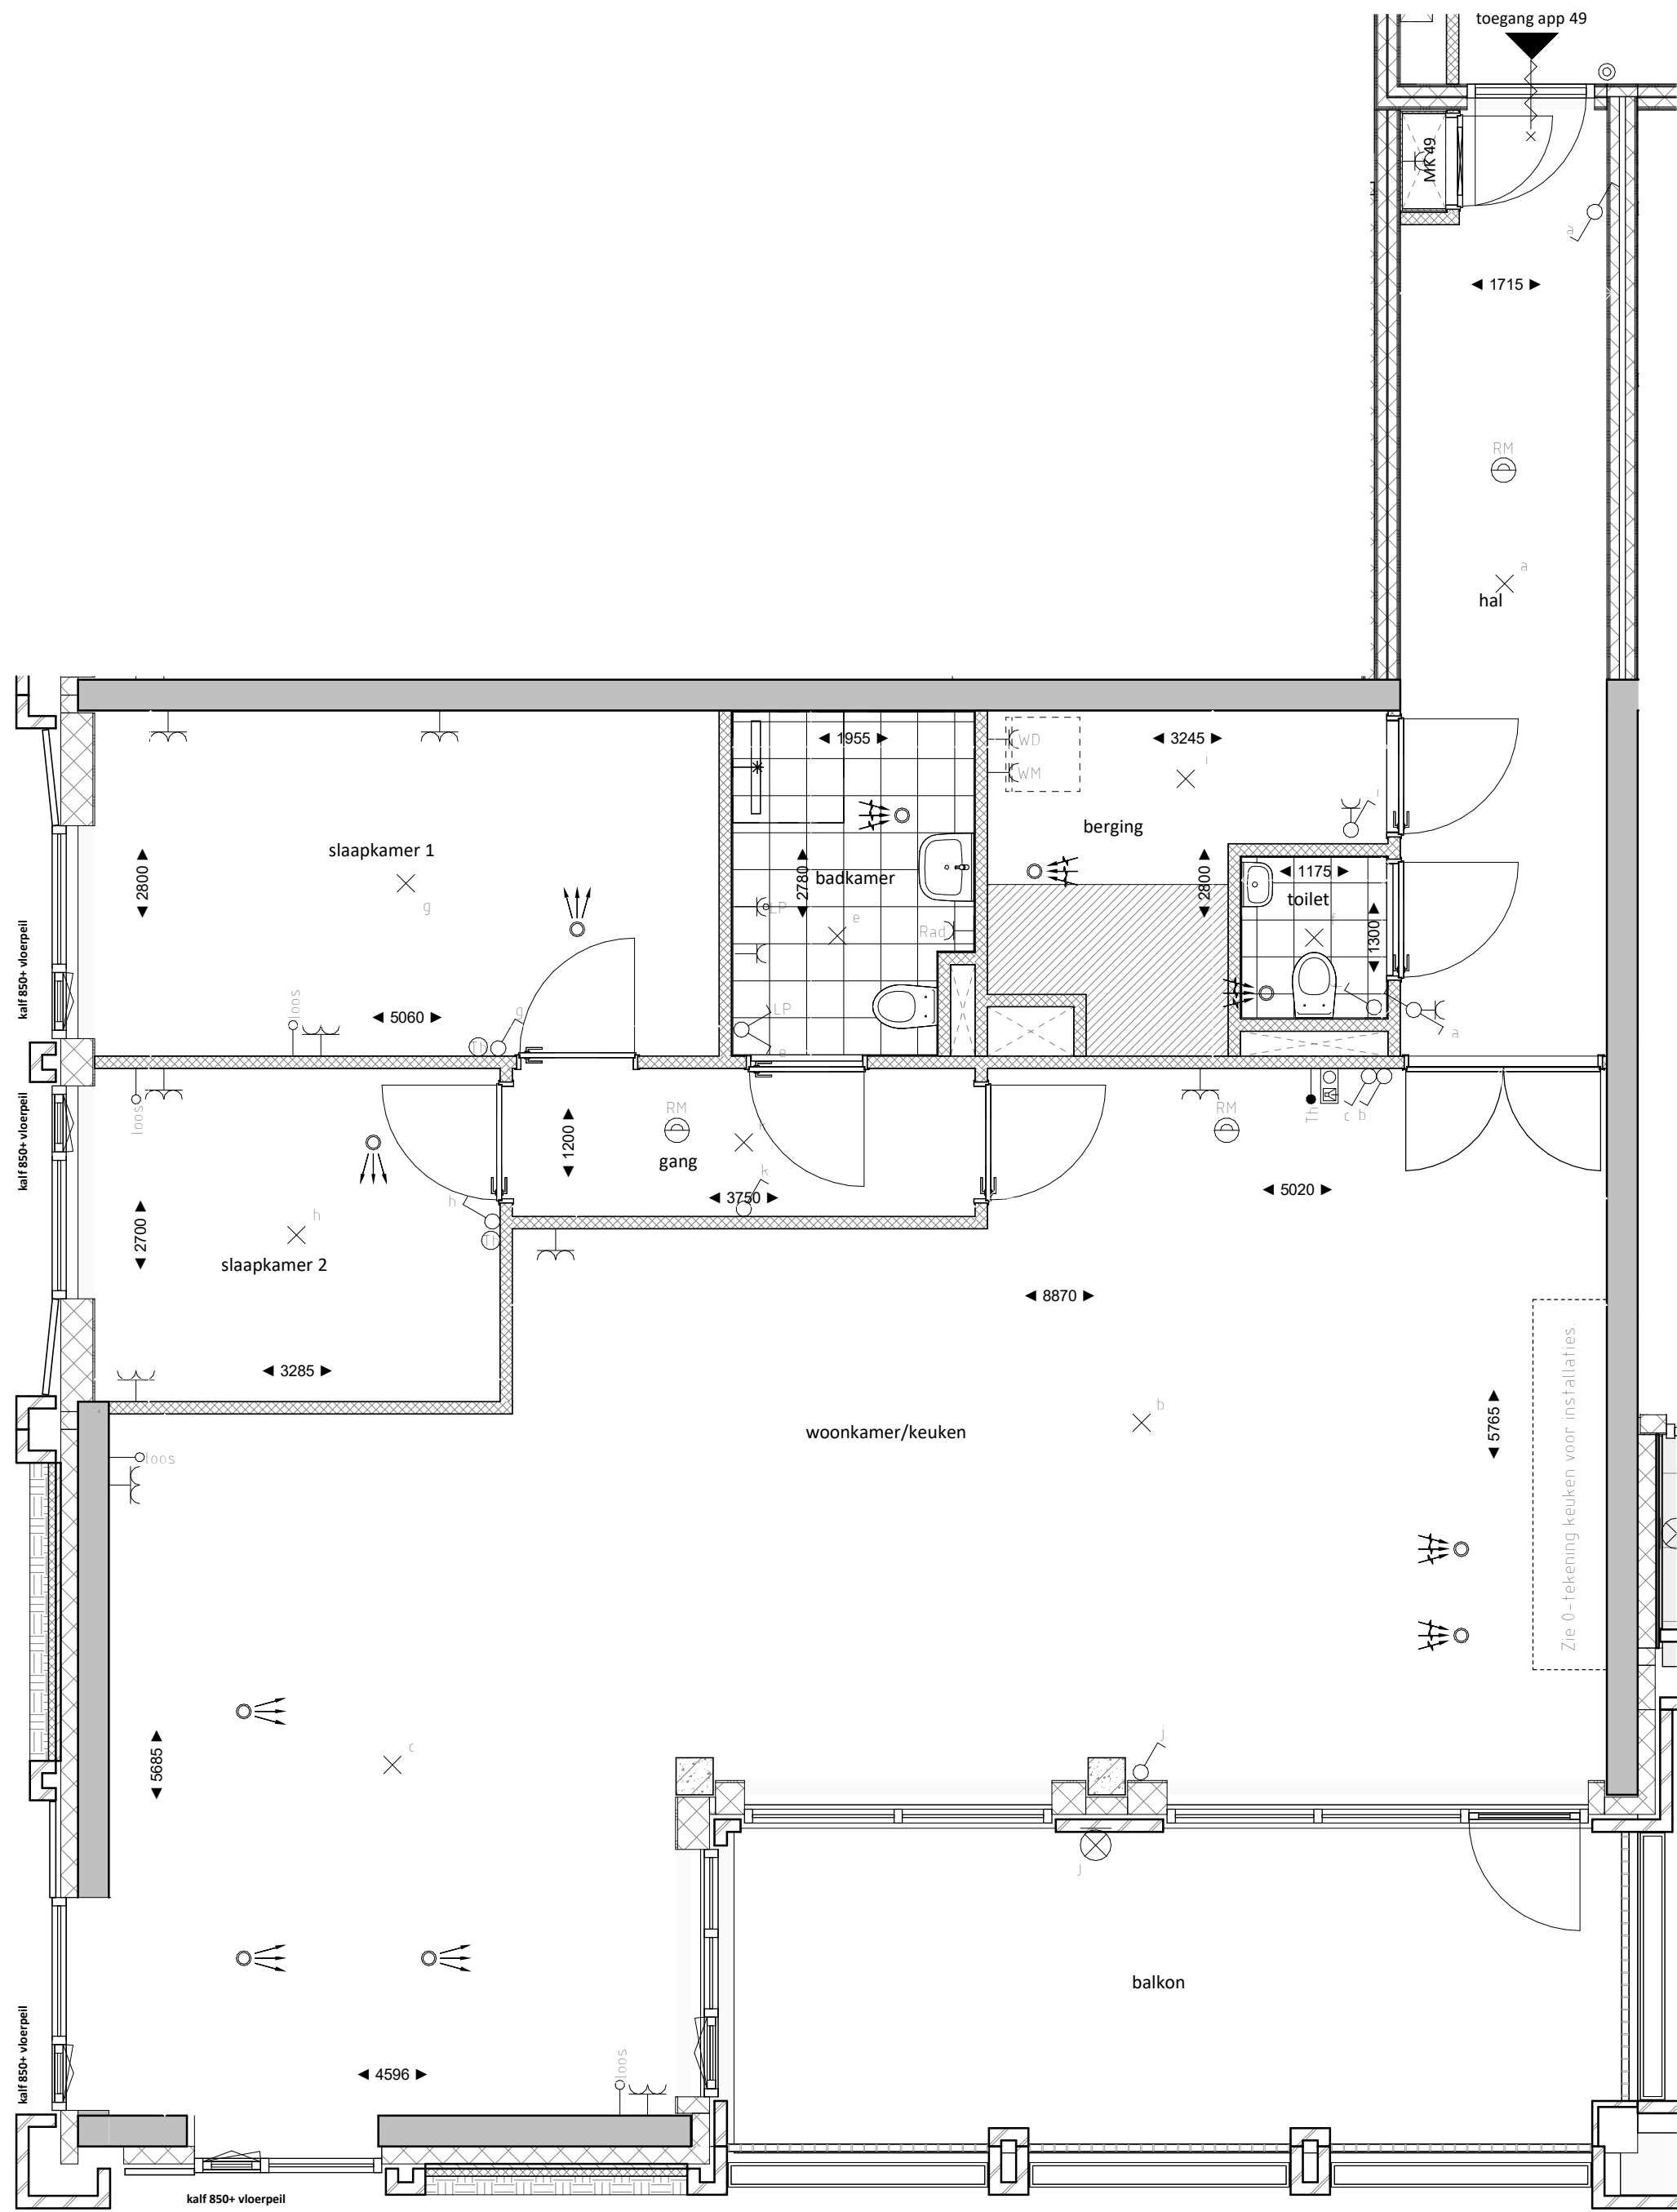 toegang app 49
MK 49
a
◄ 1715 ►
RM
a
hal
◄ 1955 ►
WD
◄ 3245 ►
WM
i
i
berging
slaapkamer 1
◄ 2800 ►
◄ 2780 ►
badkamer
◄ 2800 ►
◄ 1175 ►
toilet
g
LP
e
Rad
f
◄ 1300 ►
kalf 850+ vloerpeil
loos
◄ 5060 ►
g
Th
LP
e
f
a
kalf 850+ vloerpeil
loos
◄ 1200 ►
RM
k
gang
k
◄ 3750 ►
RM
Th
c
b
◄ 5020 ►
◄ 2700 ►
h
h
Th
slaapkamer 2
◄ 8870 ►
◄ 3285 ►
woonkamer/keuken
b
◄ 5765 ►
Zie 0-tekening keuken voor installaties
loos
◄ 5685 ►
c
j
j
balkon
kalf 850+ vloerpeil
◄ 4596 ►
loos
kalf 850+ vloerpeil